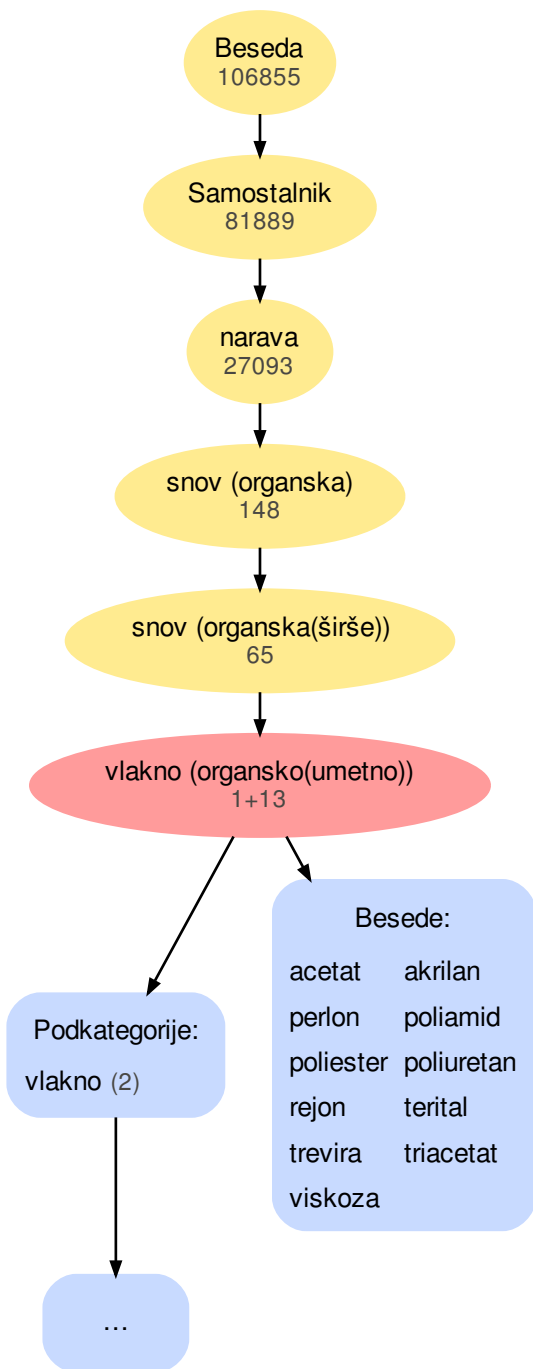 Beseda
106855
Samostalnik
81889
narava
27093
snov (organska)
148
snov (organska(širše))
65
vlakno (organsko(umetno))
1+13
Besede:
acetat akrilan
perlon poliamid
poliester poliuretan
rejon terital
trevira triacetat
viskoza
Podkategorije:
vlakno (2)
...